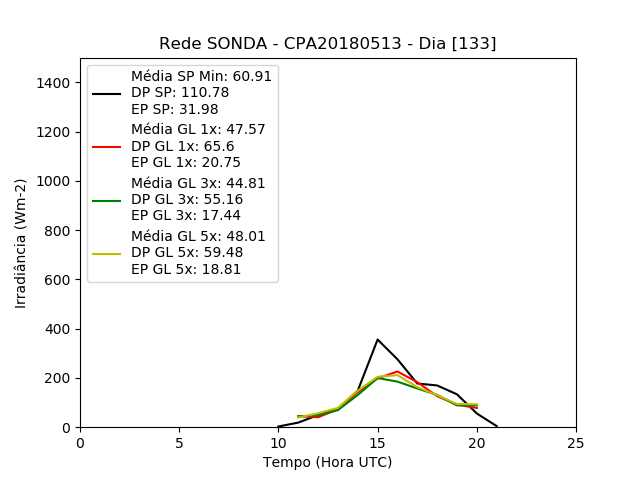 Rede SONDA - CPA20180513 - Dia [133]
Média SP Min: 60.91
DP SP: 110.78
EP SP: 31.98
Média GL 1x: 47.57
DP GL 1x: 65.6
EP GL 1x: 20.75
Média GL 3x: 44.81
DP GL 3x: 55.16
EP GL 3x: 17.44
Média GL 5x: 48.01
DP GL 5x: 59.48
EP GL 5x: 18.81
Irradiância (Wm-2)
1400
1200
1000
800
600
400
200
0
0 5 10 15 20 25
Tempo (Hora UTC)